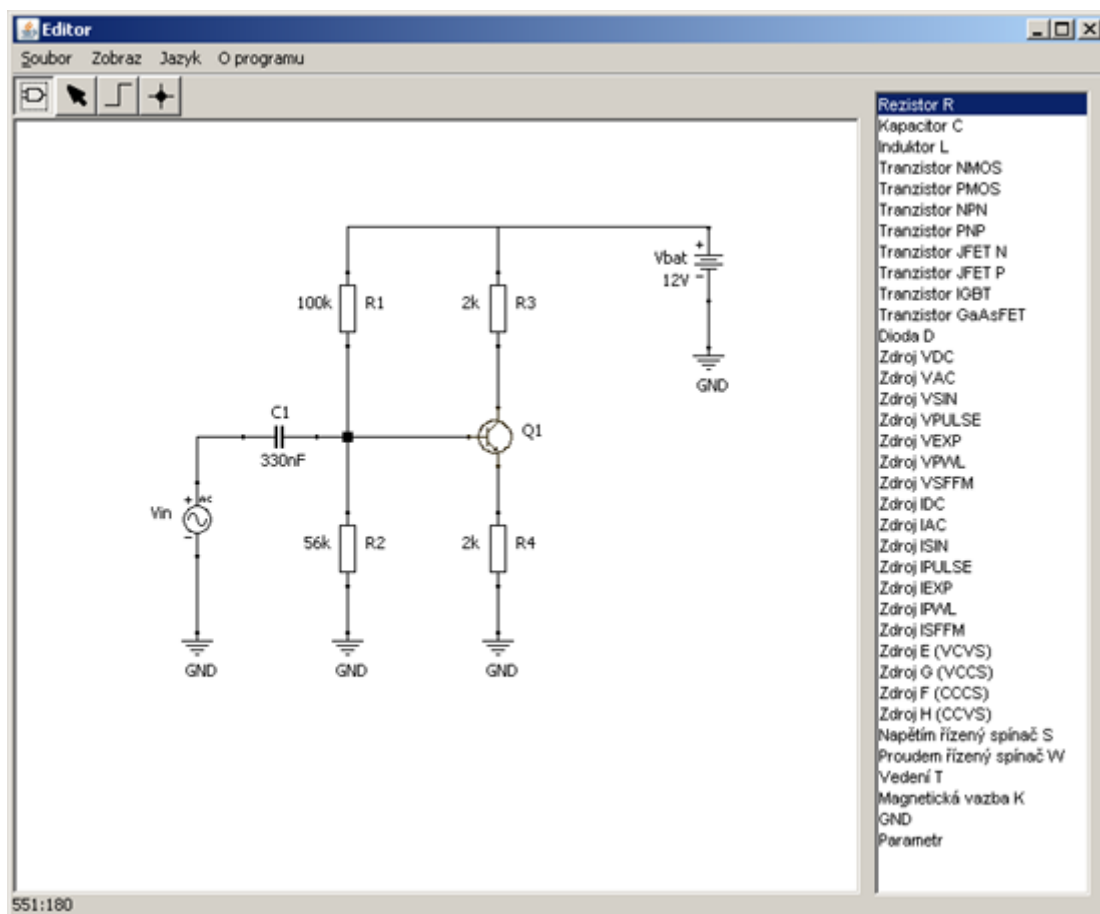 Editor
Soubor Zobraz Jazyk O programu
Rezistor R
Kapacitor C
Induktor L
Tranzistor NMOS
Tranzistor PMOS
Tranzistor NPN
Tranzistor PNP
Tranzistor JFET N
Tranzistor JFET P
Tranzistor IGBT
Tranzistor GaAsFET
Dioda D
Zdroj VDC
Zdroj VAC
Zdroj VSIN
Zdroj VPULSE
Zdroj VEXP
Zdroj VPWL
Zdroj VSFFM
Zdroj IDC
Zdroj IAC
Zdroj ISIN
Zdroj IPULSE
Zdroj IEXP
Zdroj IPWL
Zdroj ISFFM
Zdroj E (VCVS)
Zdroj G (VCCS)
Zdroj F (CCCS)
Zdroj H (CCVS)
Napětím řízený spínač S
Proudem řízený spínač W
Vedení T
Magnetická vazba K
GND
Parametr
Vbat + 
12V -
100k R1
2k R3
GND
C1
330nF
Q1
+ AC
Vin
-
56k R2
2k R4
GND
GND
GND
551:180